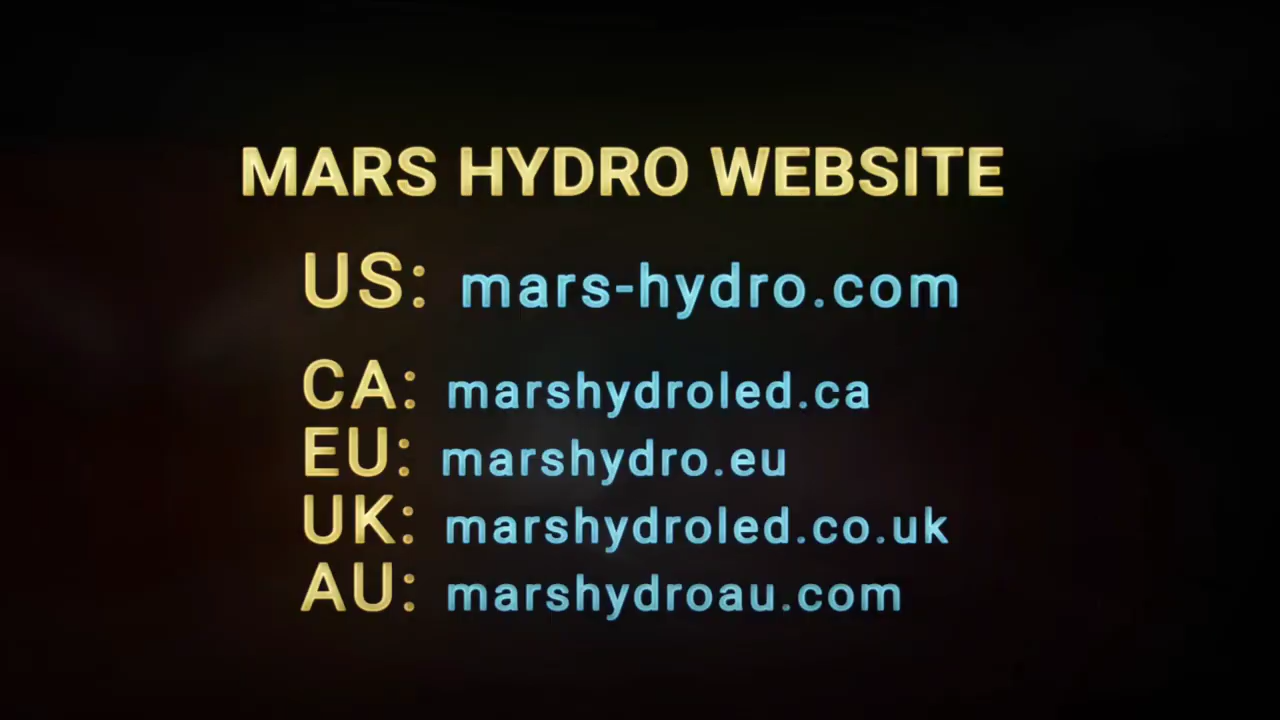 MARS HYDRO WEBSITE
US: mars-hydro.com
CA: marshydroled.ca
EU: marshydro.eu
UK: marshydroled.co.uk
AU: marshydroau.com